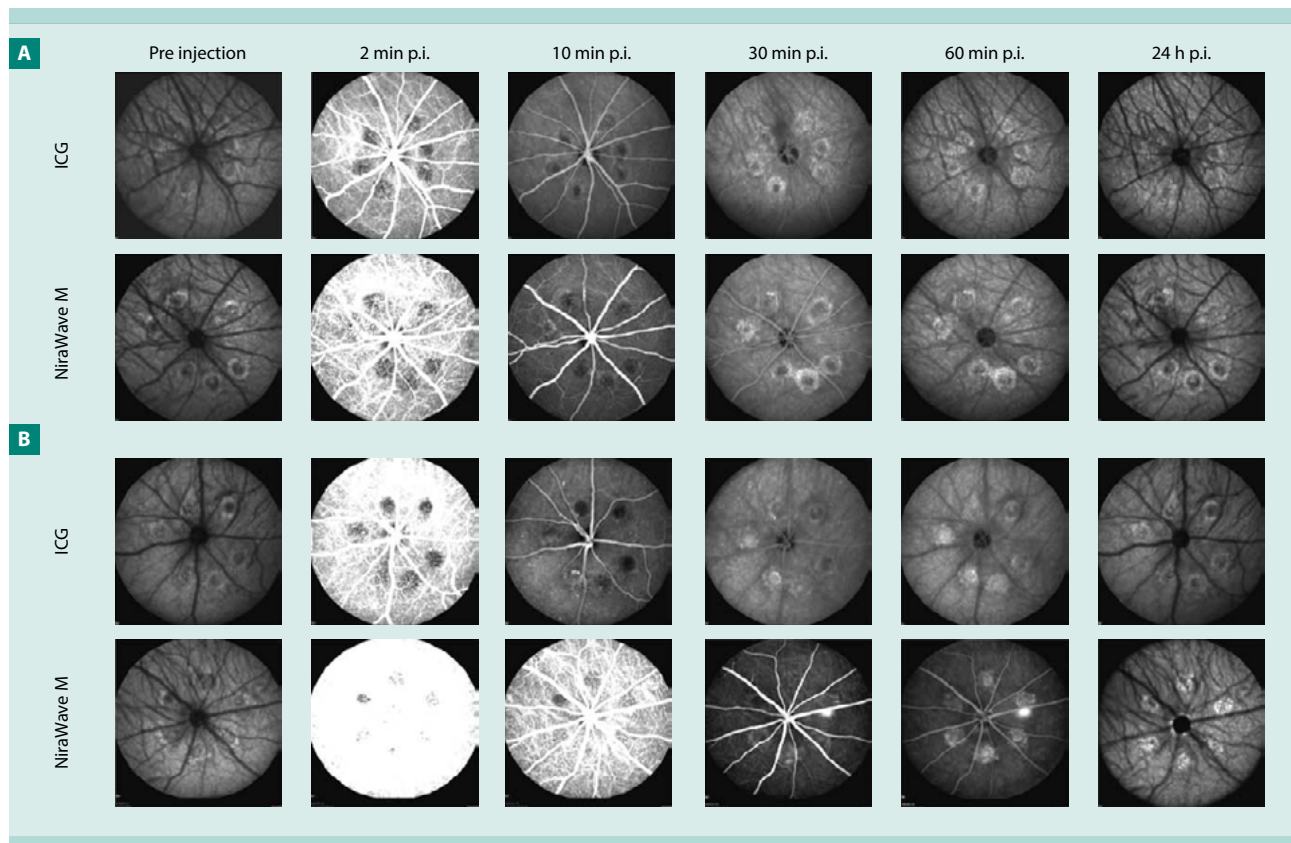 A
Pre injection 2 min p.i. 10 min p.i. 30 min p.i. 60 min p.i. 24 h p.i.
ICG
NiraWave M
B
ICG
NiraWave M